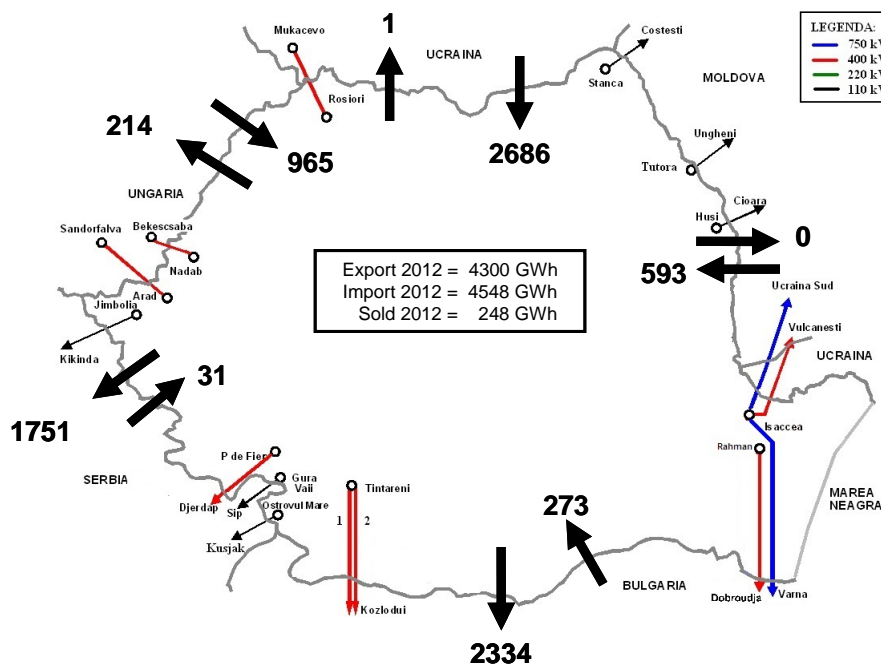 Mukacevo
1
UCRAINA
Costesti
LEGENDA:
750 kV
400 kV
220 kV
110 kV
Stanca
MOLDOVA
Rosiori
214
965
2686
Ungheni
Tutora
UNGARIA
Cioara
Husi
Sandorfalva
Bekescsaba
Nadab
0
593
Export 2012 = 4300 GWh
Import 2012 = 4548 GWh
Sold 2012 = 248 GWh
Ucraina Sud
Arad
Jimbolia
Vulcanesti
Kikinda
UCRAINA
31
1751
Isaccea
P de Fier
Rahman
SERBIA
Gura
Vaii
Tintareni
MAREA
NEAGRA
Djerdap
Sip
Ostrovul Mare
1 2
273
Kusjak
BULGARIA
Dobroudja
Varna
Kozlodui
2334